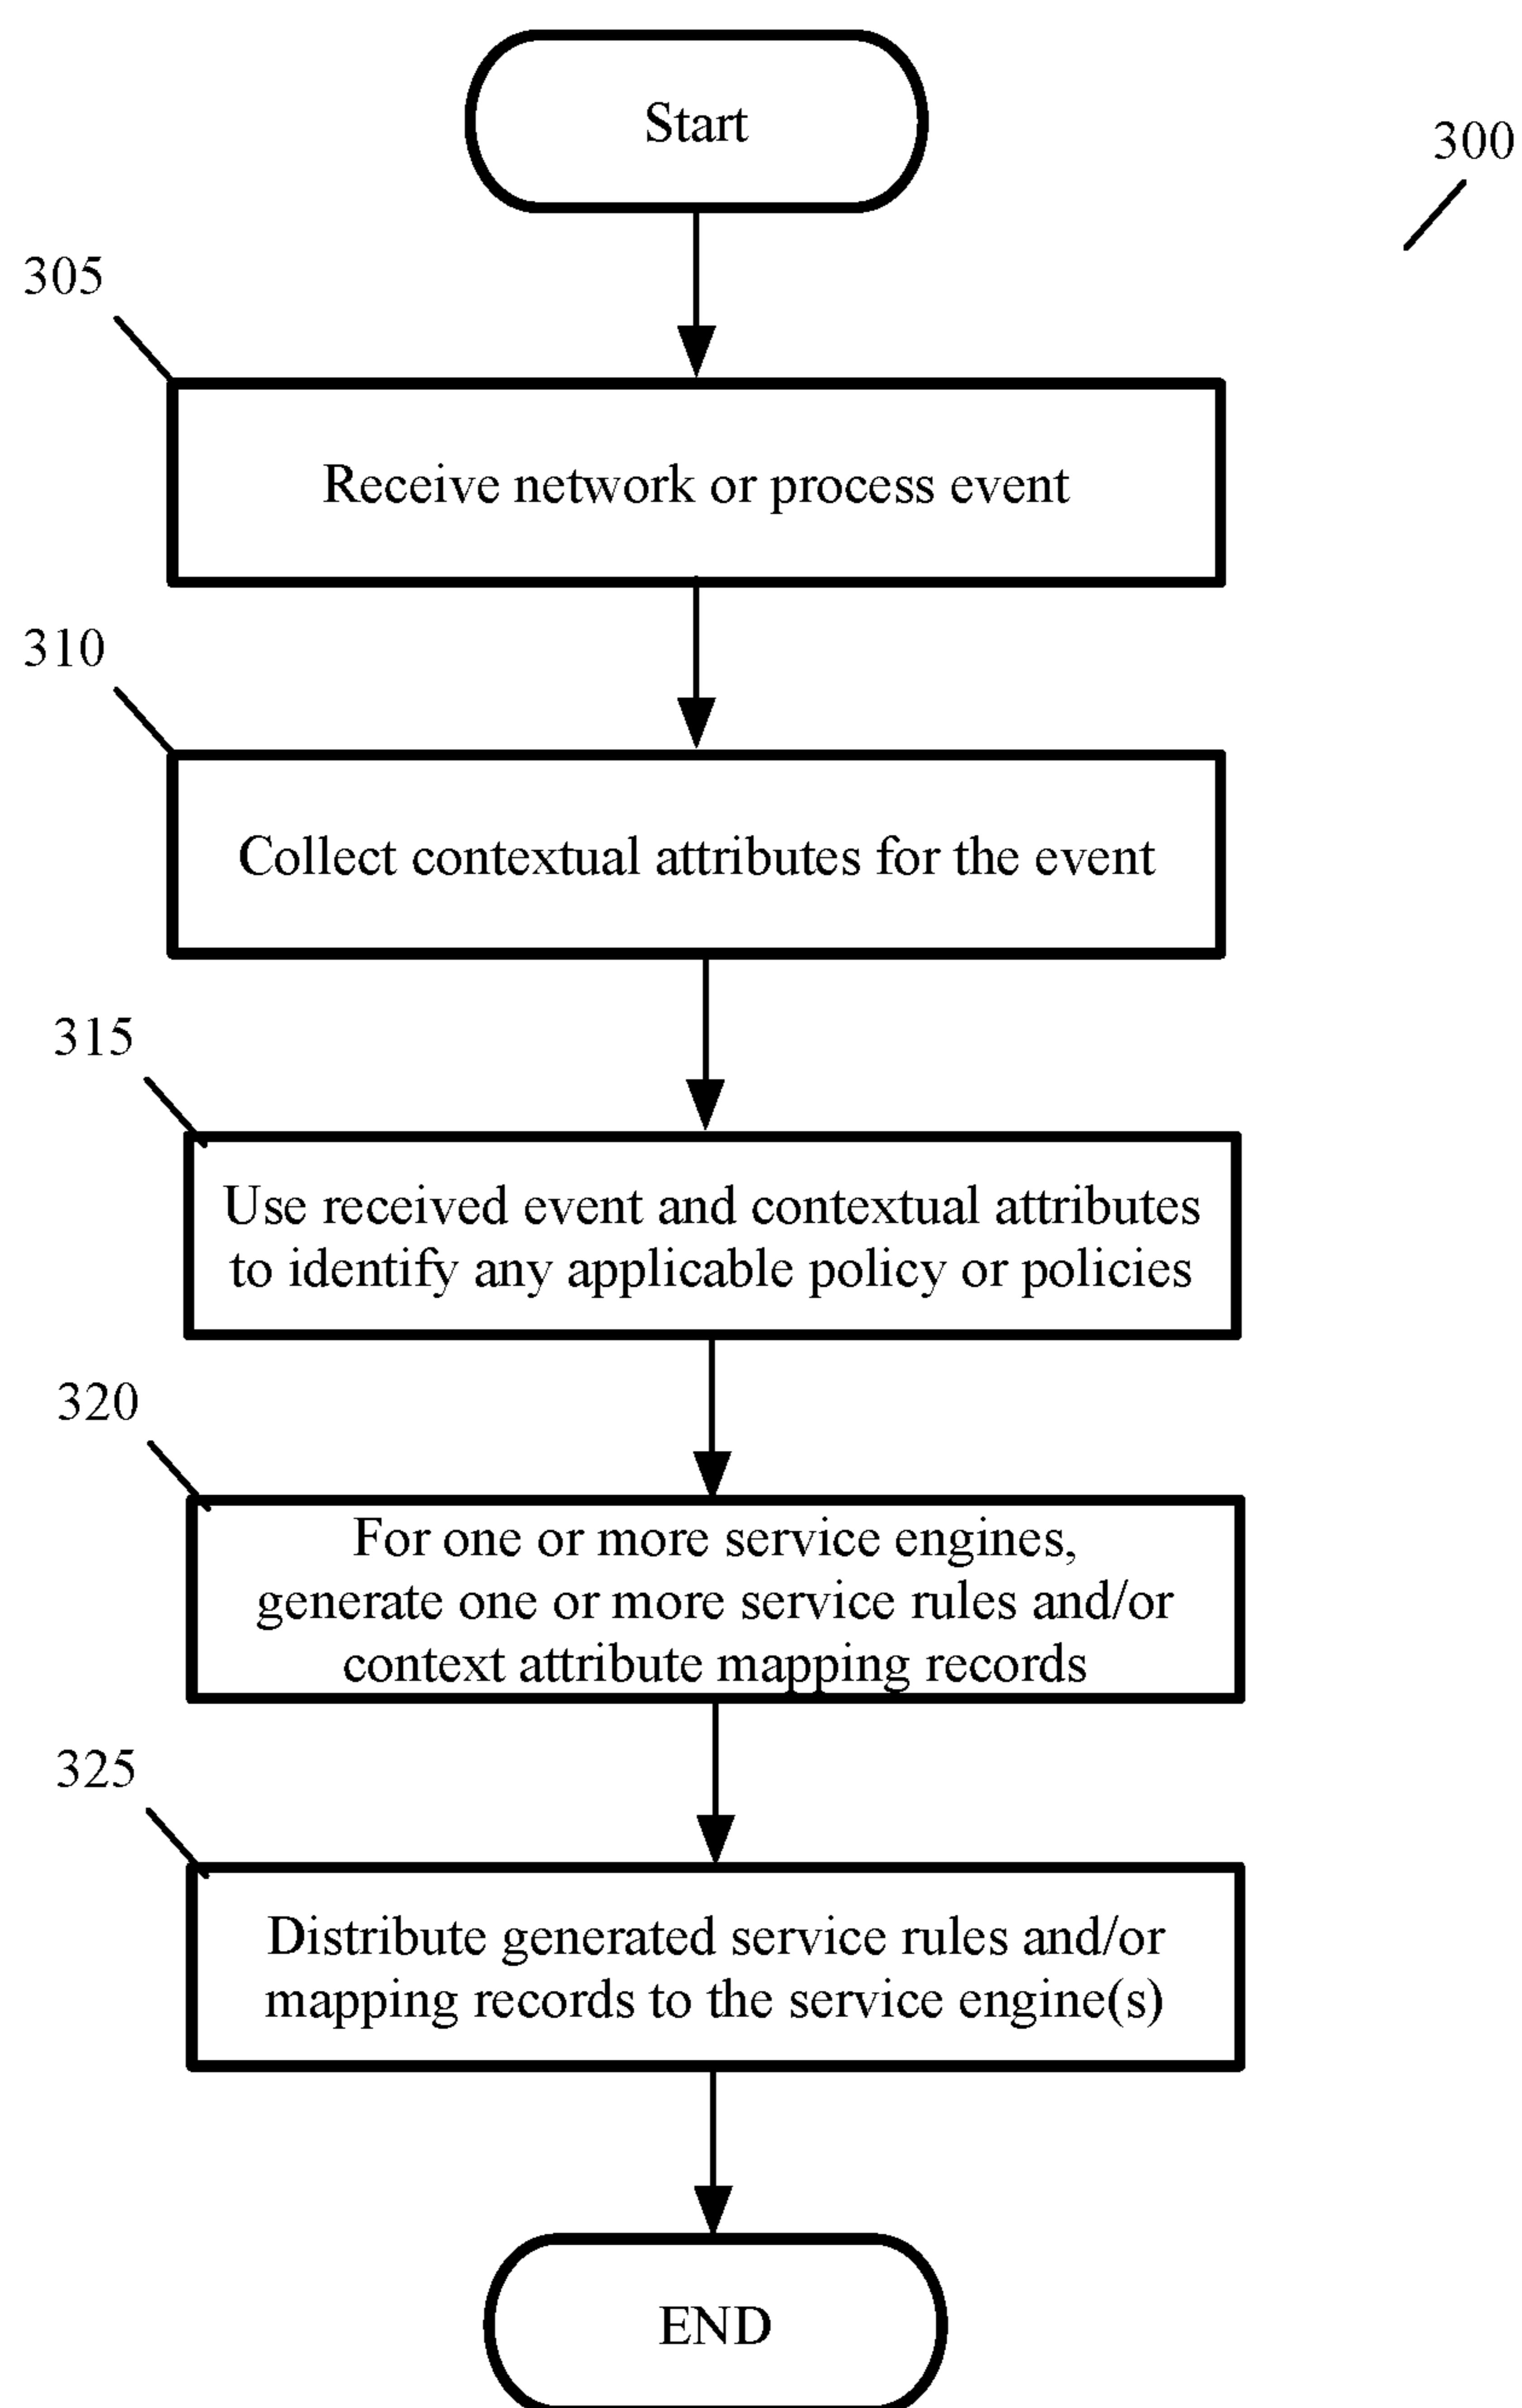 Start
300
305
Receive network or process event
310
Collect contextual attributes for the event
315
Use received event and contextual attributes
to identify any applicable policy or policies
320
For one or more service engines,
generate one or more service rules and/or
context attribute mapping records
325
Distribute generated service rules and/or
mapping records to the service engine(s)
END